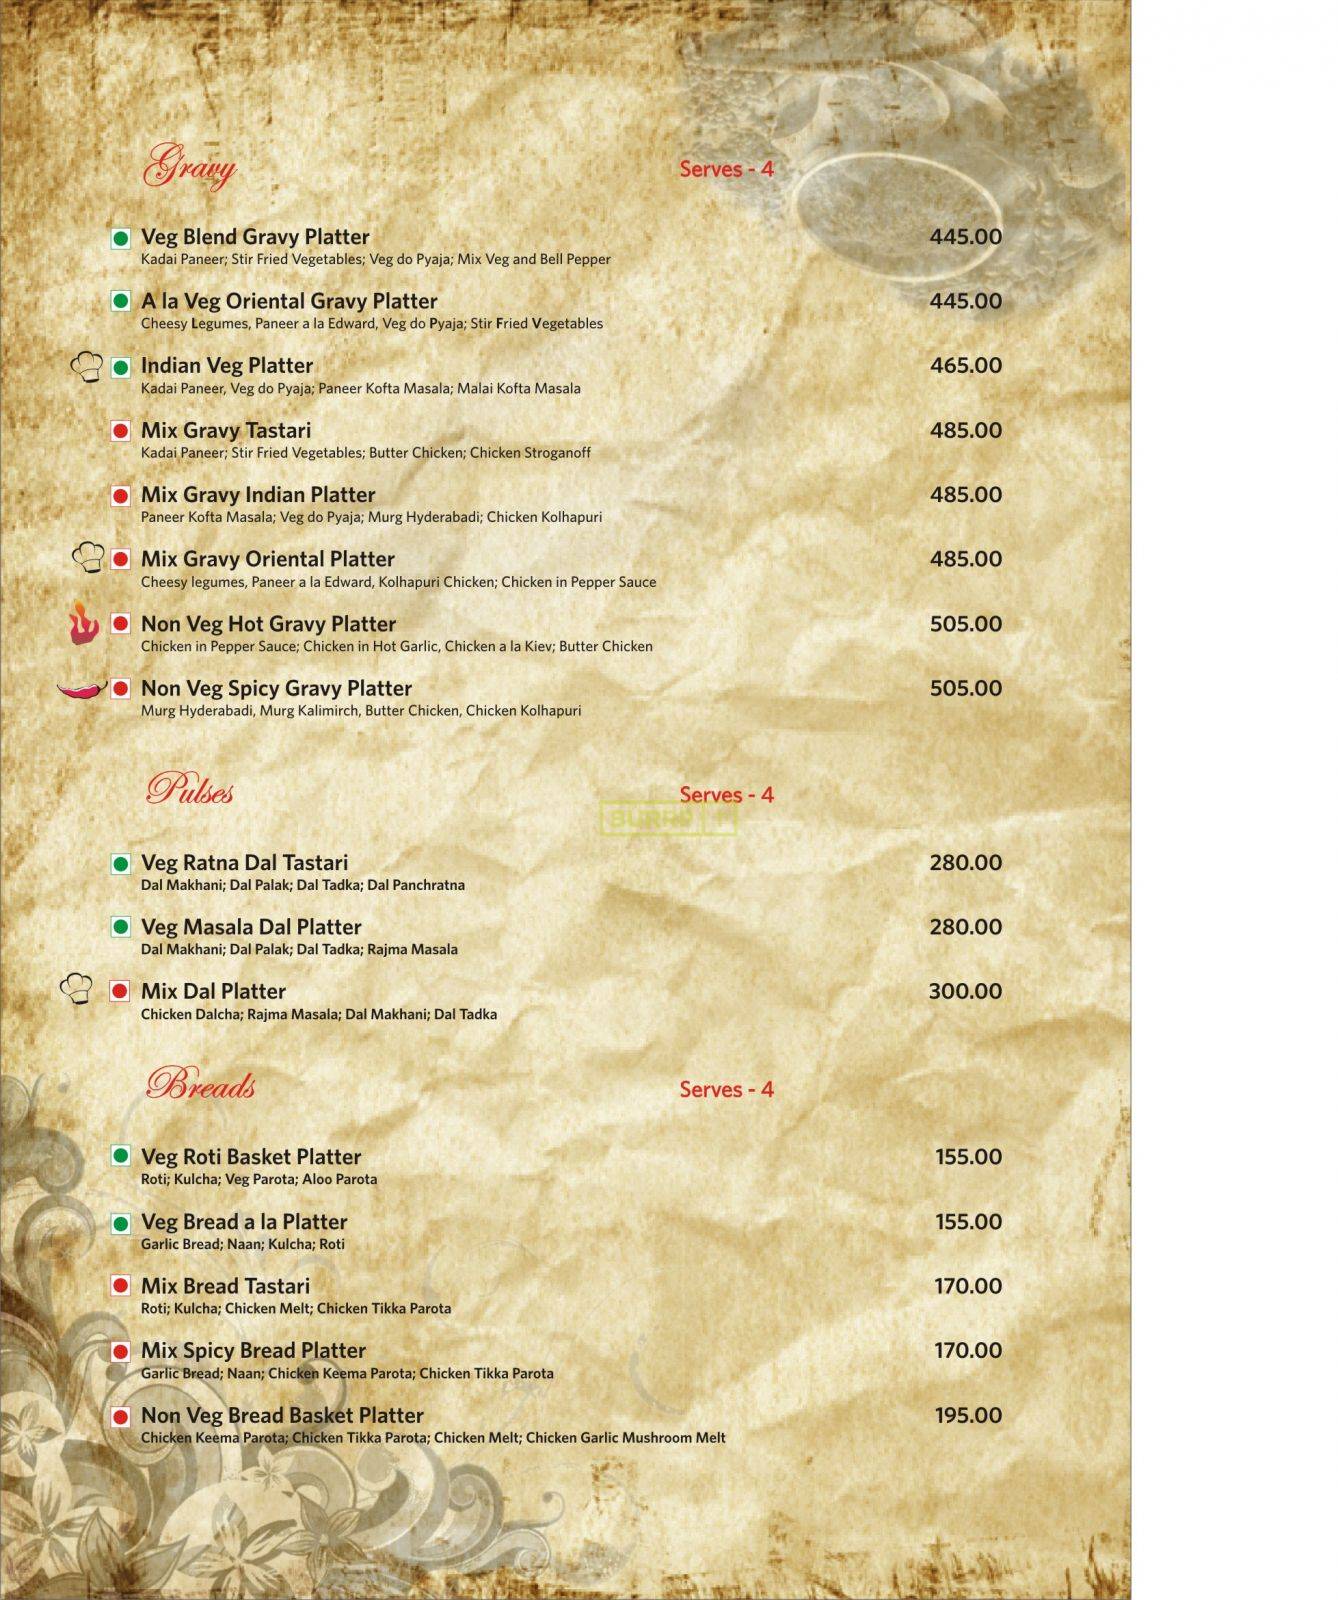 Gravy Serves - 4
Veg Blend Gravy Platter 445.00
Kadai Paneer; Stir Fried Vegetables; Veg do Pyaja; Mix Veg and Bell Pepper
A la Veg Oriental Gravy Platter 445.00
Cheesy Legumes, Paneer a la Edward, Veg do Pyaja; Stir Fried Vegetables
Indian Veg Platter 465.00
Kadai Paneer, Veg do Pyaja; Paneer Kofta Masala; Malai Kofta Masala
Mix Gravy Tastari 485.00
Kadai Paneer; Stir Fried Vegetables; Butter Chicken; Chicken Stroganoff
Mix Gravy Indian Platter 485.00
Paneer Kofta Masala; Veg do Pyaja; Murg Hyderabadi; Chicken Kolhapuri
Mix Gravy Oriental Platter 485.00
Cheesy legumes, Paneer a la Edward, Kolhapuri Chicken; Chicken in Pepper Sauce
Non Veg Hot Gravy Platter 505.00
Chicken in Pepper Sauce; Chicken in Hot Garlic, Chicken a la Kiev; Butter Chicken
Non Veg Spicy Gravy Platter 505.00
Murg Hyderabadi, Murg Kalimirch, Butter Chicken, Chicken Kolhapuri
Pulses Serves - 4
Veg Ratna Dal Tastari 280.00
Dal Makhani; Dal Palak; Dal Tadka; Dal Panchratna
Veg Masala Dal Platter 280.00
Dal Makhani; Dal Palak; Dal Tadka; Rajma Masala
Mix Dal Platter 300.00
Chicken Dalcha; Rajma Masala; Dal Makhani; Dal Tadka
Breads Serves - 4
Veg Roti Basket Platter 155.00
Roti; Kulcha; Veg Parota; Aloo Parota
Veg Bread a la Platter 155.00
Garlic Bread; Naan; Kulcha; Roti
Mix Bread Tastari 170.00
Roti; Kulcha; Chicken Melt; Chicken Tikka Parota
Mix Spicy Bread Platter 170.00
Garlic Bread; Naan; Chicken Keema Parota; Chicken Tikka Parota
Non Veg Bread Basket Platter 195.00
Chicken Keema Parota; Chicken Tikka Parota; Chicken Melt; Chicken Garlic Mushroom Melt